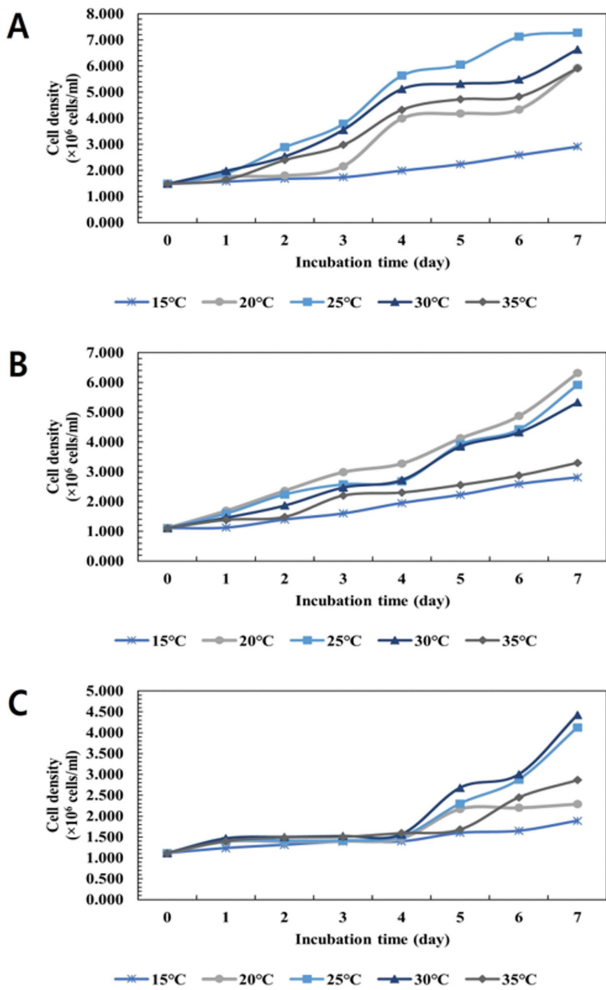 A
8.000
7.000
6.000
5.000
4.000
3.000
2.000
1.000
0.000
Cell density
(×10⁶ cells/ml)
0 1 2 3 4 5 6 7
Incubation time (day)
15°C 20°C 25°C 30°C 35°C
B
7.000
6.000
5.000
4.000
3.000
2.000
1.000
0.000
Cell density
(×10⁶ cells/ml)
0 1 2 3 4 5 6 7
Incubation time (day)
15°C 20°C 25°C 30°C 35°C
C
5.000
4.500
4.000
3.500
3.000
2.500
2.000
1.500
1.000
0.500
0.000
Cell density
(×10⁶ cells/ml)
0 1 2 3 4 5 6 7
Incubation time (day)
15°C 20°C 25°C 30°C 35°C